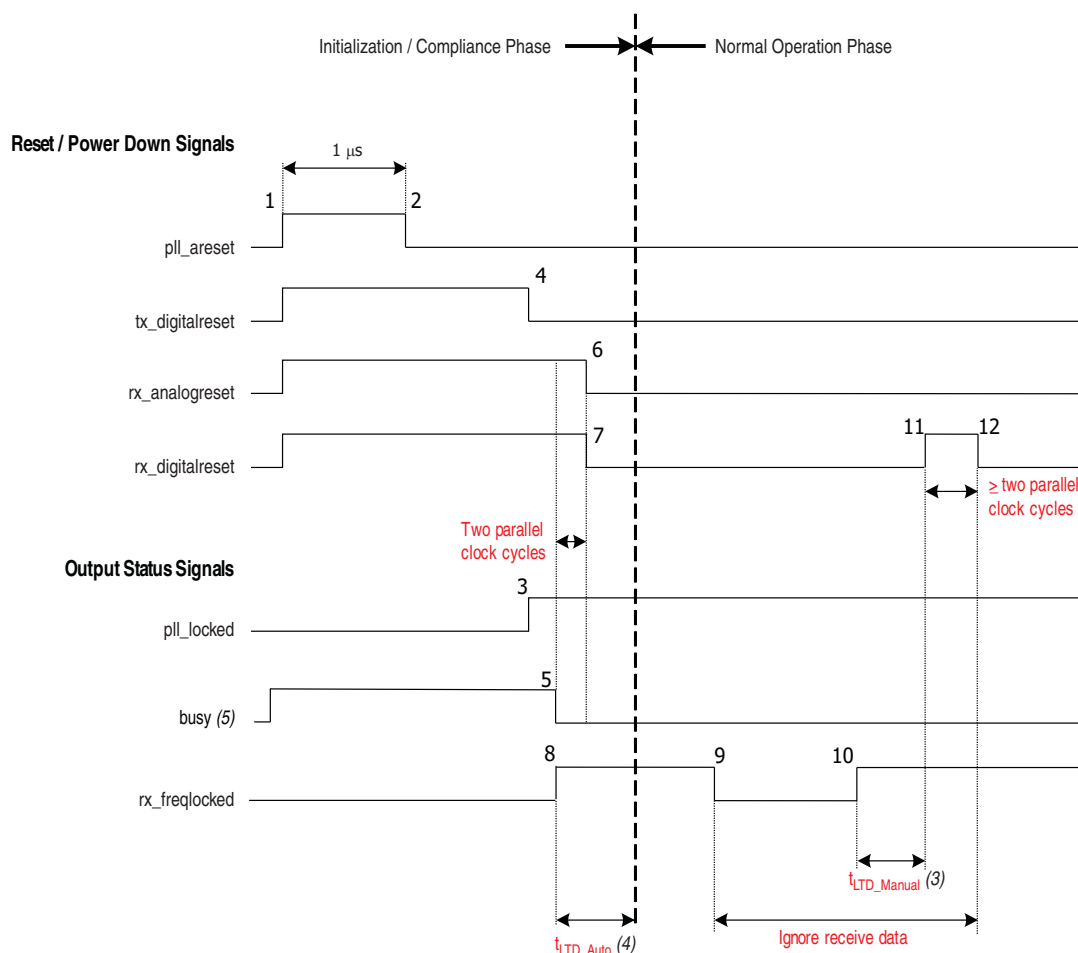 Initialization / Compliance Phase
Normal Operation Phase
Reset / Power Down Signals
1 μs
1
2
pll_areset
4
tx_digitalreset
6
rx_analogreset
7
11
12
rx_digitalreset
≥ two parallel
clock cycles
Two parallel
clock cycles
Output Status Signals
3
pll_locked
5
busy (5)
8
9
10
rx_freqlocked
tLTD_Manual (3)
tLTD_Auto (4)
Ignore receive data